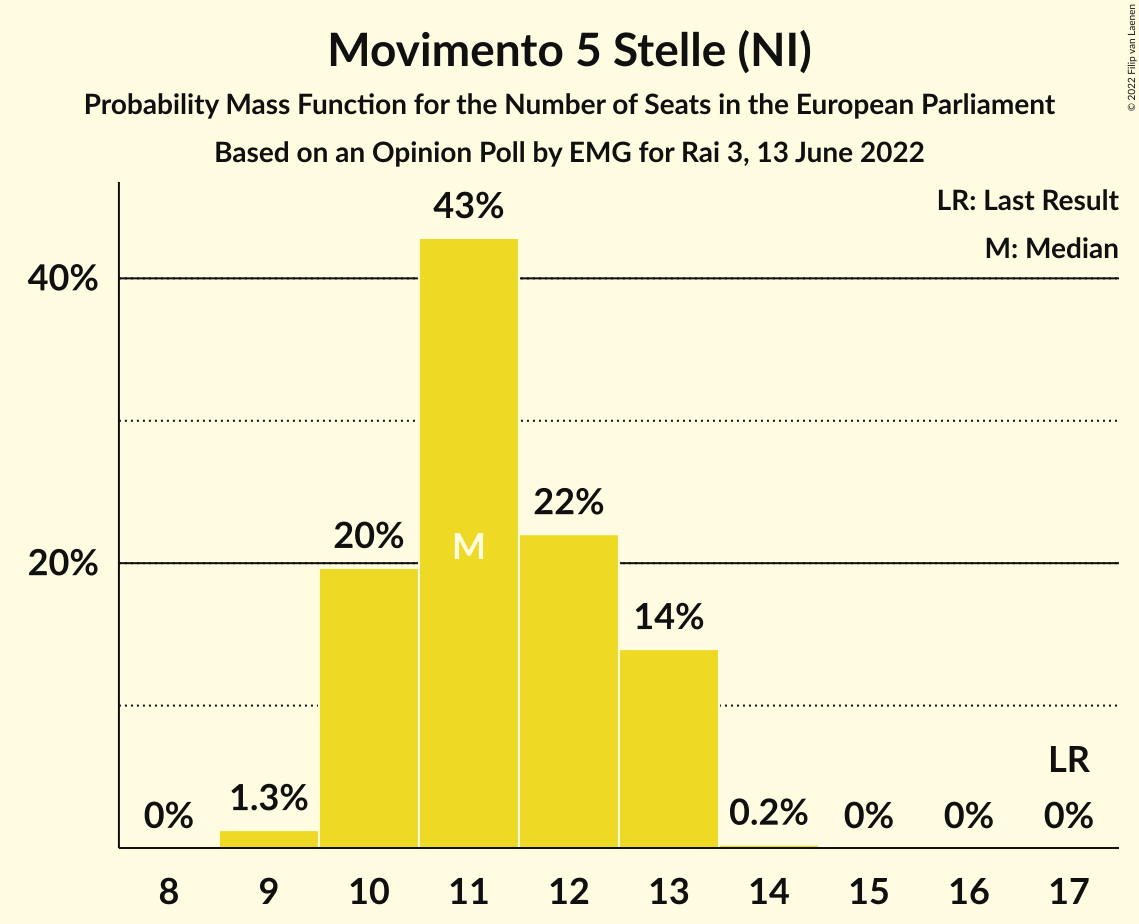 Movimento 5 Stelle (NI)
Probability Mass Function for the Number of Seats in the European Parliament
Based on an Opinion Poll by EMG for Rai 3, 13 June 2022
© 2022 Filip van Laenen
LR: Last Result
M: Median
40%
20%
0%
1.3%
20%
43%
M
22%
14%
0.2%
0%
0%
LR
0%
8 9 10 11 12 13 14 15 16 17